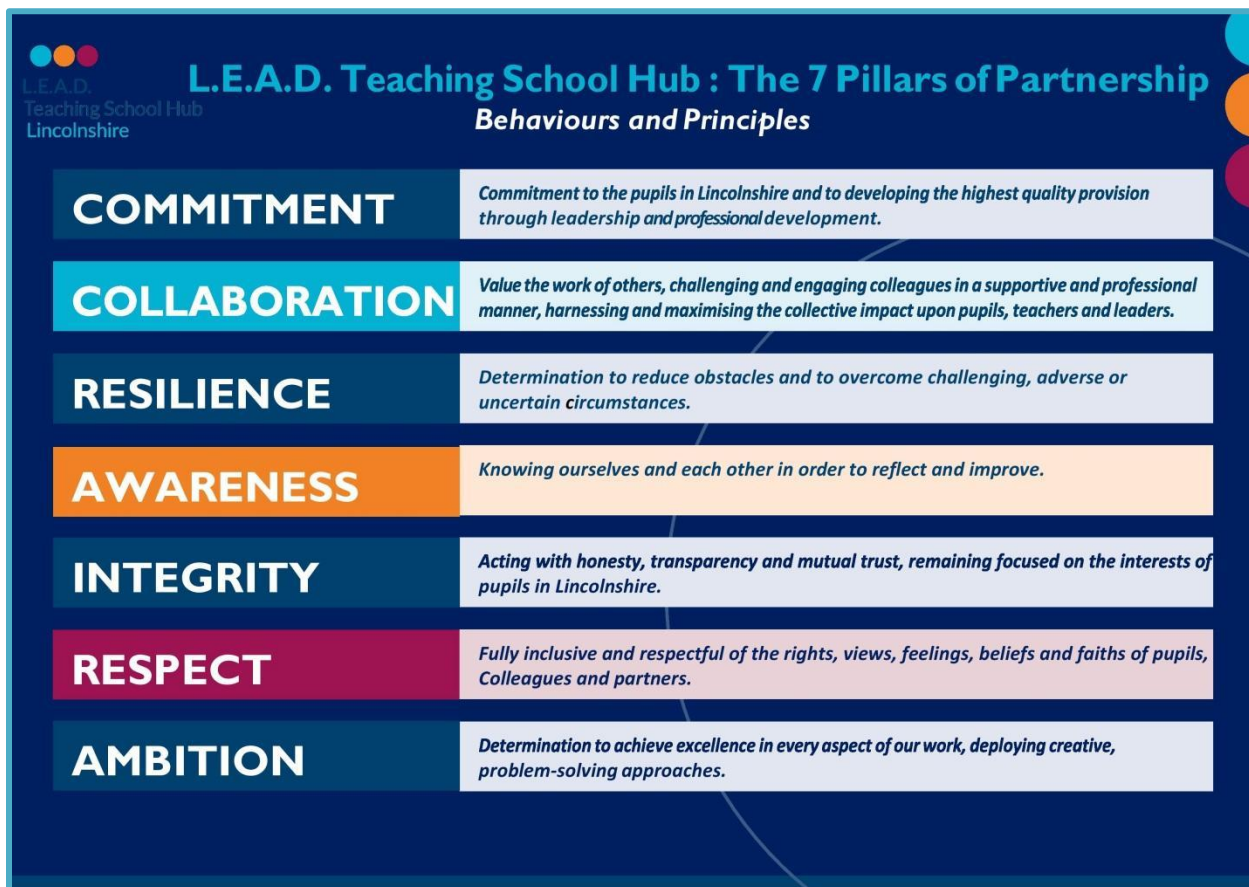 L.E.A.D.
Teaching School Hub
Lincolnshire
L.E.A.D. Teaching School Hub : The 7 Pillars of Partnership
Behaviours and Principles
COMMITMENT
Commitment to the pupils in Lincolnshire and to developing the highest quality provision
through leadership and professional development.
COLLABORATION
Value the work of others, challenging and engaging colleagues in a supportive and professional
manner, harnessing and maximising the collective impact upon pupils, teachers and leaders.
RESILIENCE
Determination to reduce obstacles and to overcome challenging, adverse or
uncertain circumstances.
AWARENESS
Knowing ourselves and each other in order to reflect and improve.
INTEGRITY
Acting with honesty, transparency and mutual trust, remaining focused on the interests of
pupils in Lincolnshire.
RESPECT
Fully inclusive and respectful of the rights, views, feelings, beliefs and faiths of pupils,
Colleagues and partners.
AMBITION
Determination to achieve excellence in every aspect of our work, deploying creative,
problem-solving approaches.